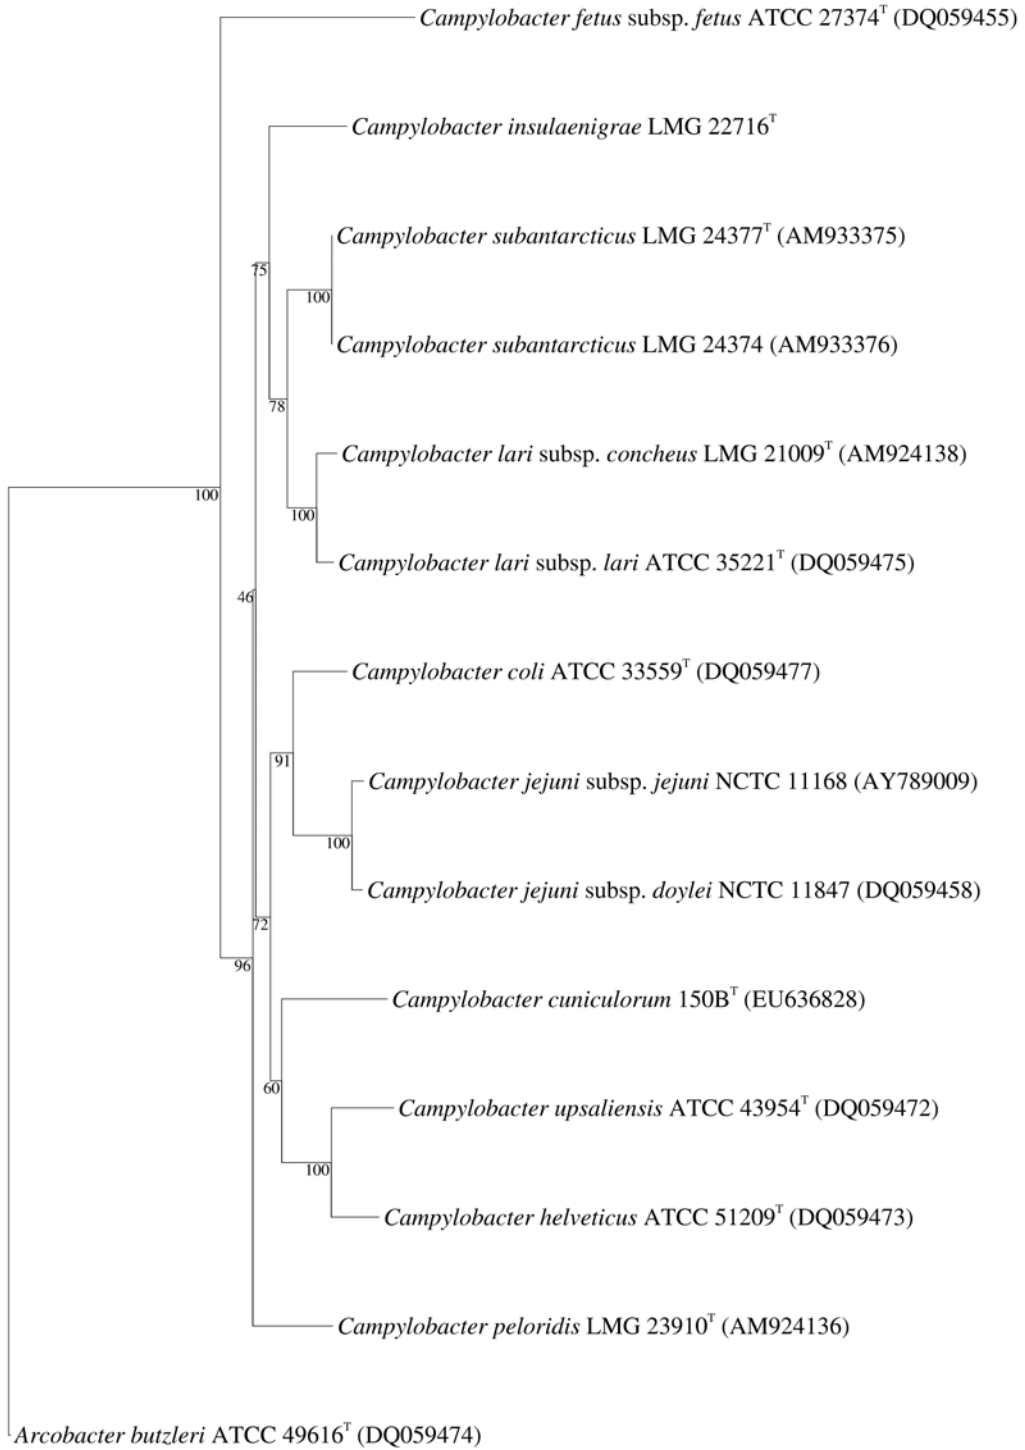 Campylobacter fetus subsp. fetus ATCC 27374ᵀ (DQ059455)
Campylobacter insulaenigrae LMG 22716ᵀ
Campylobacter subantarcticus LMG 24377ᵀ (AM933375)
75
100
Campylobacter subantarcticus LMG 24374 (AM933376)
78
Campylobacter lari subsp. concheus LMG 21009ᵀ (AM924138)
100
100
Campylobacter lari subsp. lari ATCC 35221ᵀ (DQ059475)
46
Campylobacter coli ATCC 33559ᵀ (DQ059477)
91
Campylobacter jejuni subsp. jejuni NCTC 11168 (AY789009)
100
Campylobacter jejuni subsp. doylei NCTC 11847 (DQ059458)
72
96
Campylobacter cuniculorum 150Bᵀ (EU636828)
60
Campylobacter upsaliensis ATCC 43954ᵀ (DQ059472)
100
Campylobacter helveticus ATCC 51209ᵀ (DQ059473)
Campylobacter peloridis LMG 23910ᵀ (AM924136)
Arcobacter butzleri ATCC 49616ᵀ (DQ059474)